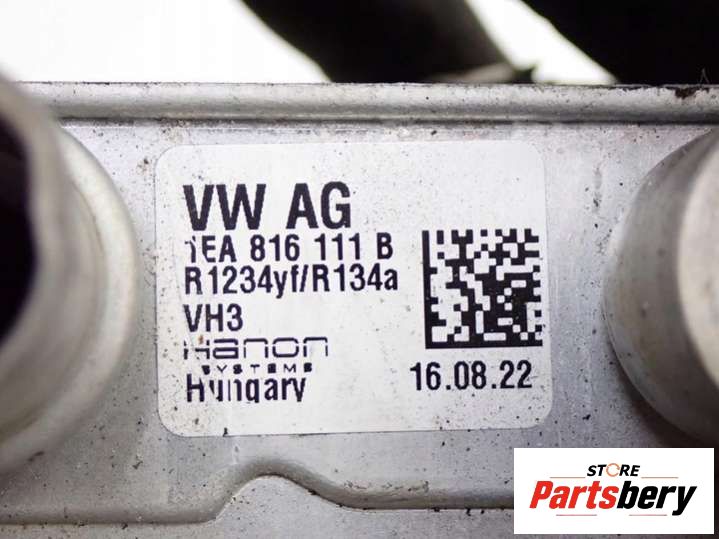 VW AG
1EA 816 111 B
R1234yf/R134a
VH3
Hanon
SYSTEMS
Hungary
16.08.22
STORE
Partsbery